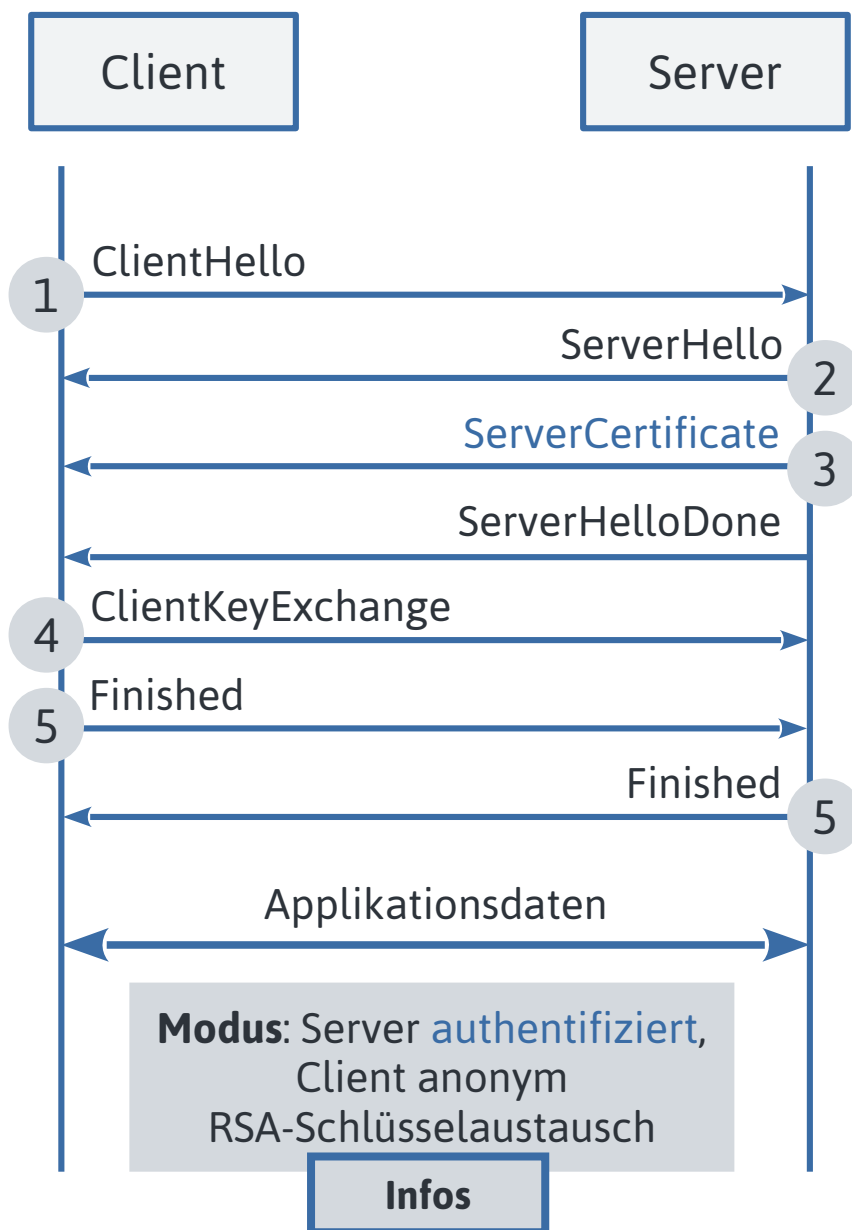 Client
Server
ClientHello
1
ServerHello
2
ServerCertificate
3
ServerHelloDone
ClientKeyExchange
4
Finished
5
Finished
5
Applikationsdaten
Modus: Server authentifiziert,
Client anonym
RSA-Schlüsselaustausch
Infos